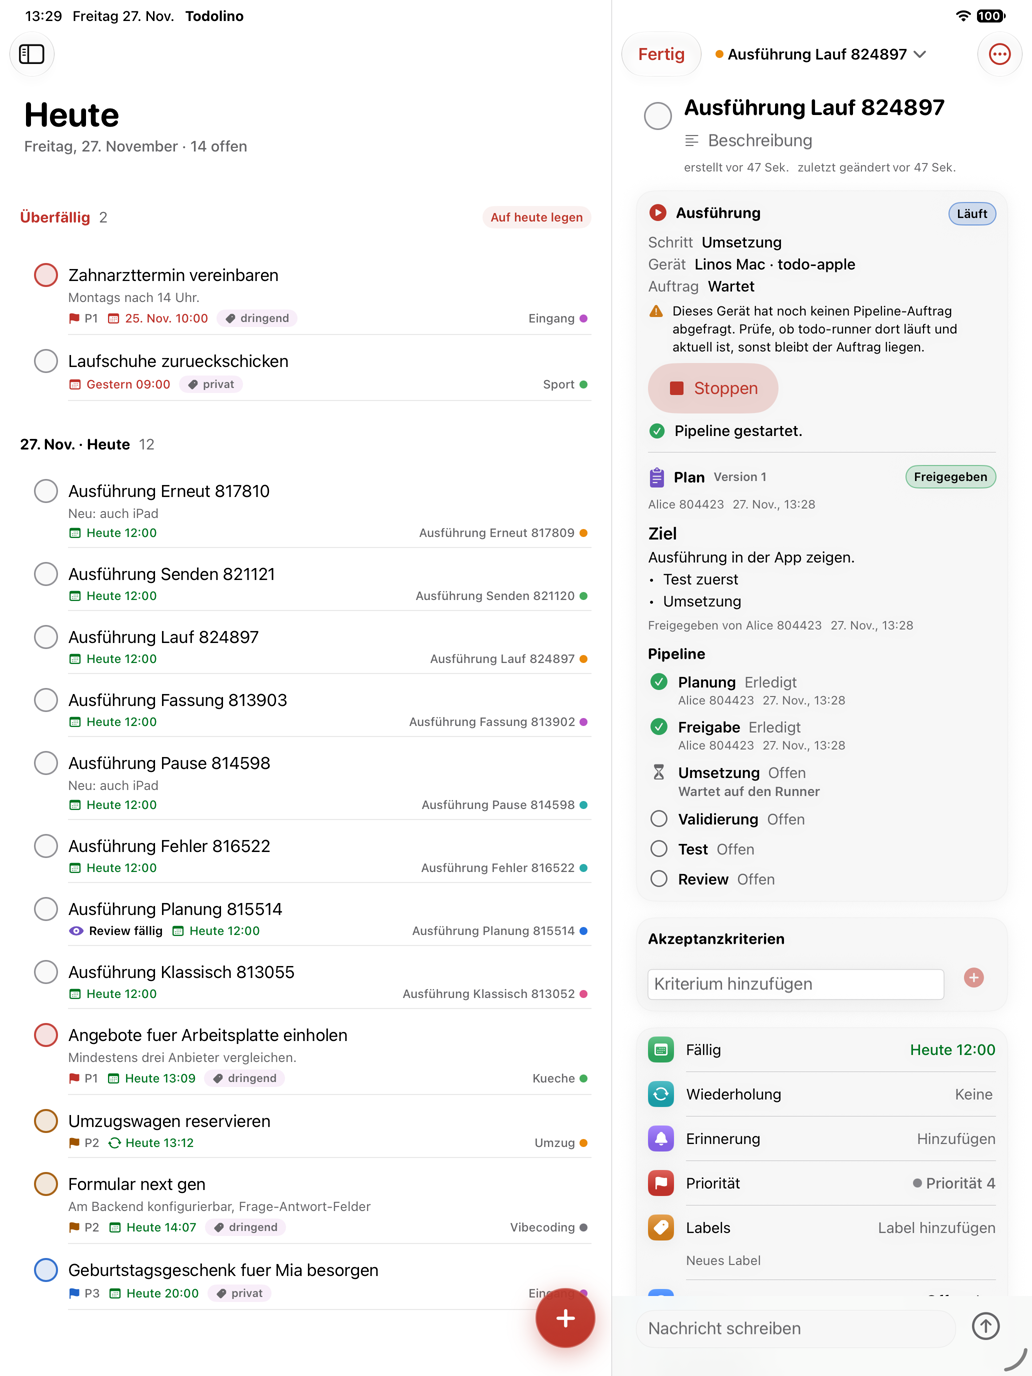 13:29 Freitag 27. Nov. Todolino
100
Heute
Freitag, 27. November · 14 offen
Überfällig 2
Auf heute legen
Zahnarzttermin vereinbaren
Montags nach 14 Uhr.
P1 25. Nov. 10:00 dringend
Eingang
Laufschuhe zurueckschicken
Gestern 09:00 privat
Sport
27. Nov. · Heute 12
Ausführung Erneut 817810
Neu: auch iPad
Heute 12:00
Ausführung Erneut 817809
Ausführung Senden 821121
Heute 12:00
Ausführung Senden 821120
Ausführung Lauf 824897
Heute 12:00
Ausführung Lauf 824897
Ausführung Fassung 813903
Heute 12:00
Ausführung Fassung 813902
Ausführung Pause 814598
Neu: auch iPad
Heute 12:00
Ausführung Pause 814598
Ausführung Fehler 816522
Heute 12:00
Ausführung Fehler 816522
Ausführung Planung 815514
Review fällig Heute 12:00
Ausführung Planung 815514
Ausführung Klassisch 813055
Heute 12:00
Ausführung Klassisch 813052
Angebote fuer Arbeitsplatte einholen
Mindestens drei Anbieter vergleichen.
P1 Heute 13:09 dringend
Kueche
Umzugswagen reservieren
P2 Heute 13:12
Umzug
Formular next gen
Am Backend konfigurierbar, Frage-Antwort-Felder
P2 Heute 14:07 dringend
Vibecoding
Geburtstagsgeschenk fuer Mia besorgen
P3 Heute 20:00 privat
Fertig
Ausführung Lauf 824897
Ausführung Lauf 824897
Beschreibung
erstellt vor 47 Sek. zuletzt geändert vor 47 Sek.
Ausführung
Läuft
Schritt Umsetzung
Gerät Linos Mac · todo-apple
Auftrag Wartet
Dieses Gerät hat noch keinen Pipeline-Auftrag
abgefragt. Prüfe, ob todo-runner dort läuft und
aktuell ist, sonst bleibt der Auftrag liegen.
Stoppen
Pipeline gestartet.
Plan Version 1
Freigegeben
Alice 804423 27. Nov., 13:28
Ziel
Ausführung in der App zeigen.
• Test zuerst
• Umsetzung
Freigegeben von Alice 804423 27. Nov., 13:28
Pipeline
Planung Erledigt
Alice 804423 27. Nov., 13:28
Freigabe Erledigt
Alice 804423 27. Nov., 13:28
Umsetzung Offen
Wartet auf den Runner
Validierung Offen
Test Offen
Review Offen
Akzeptanzkriterien
Kriterium hinzufügen
Fällig Heute 12:00
Wiederholung Keine
Erinnerung Hinzufügen
Priorität Priorität 4
Labels Label hinzufügen
Neues Label
Nachricht schreiben